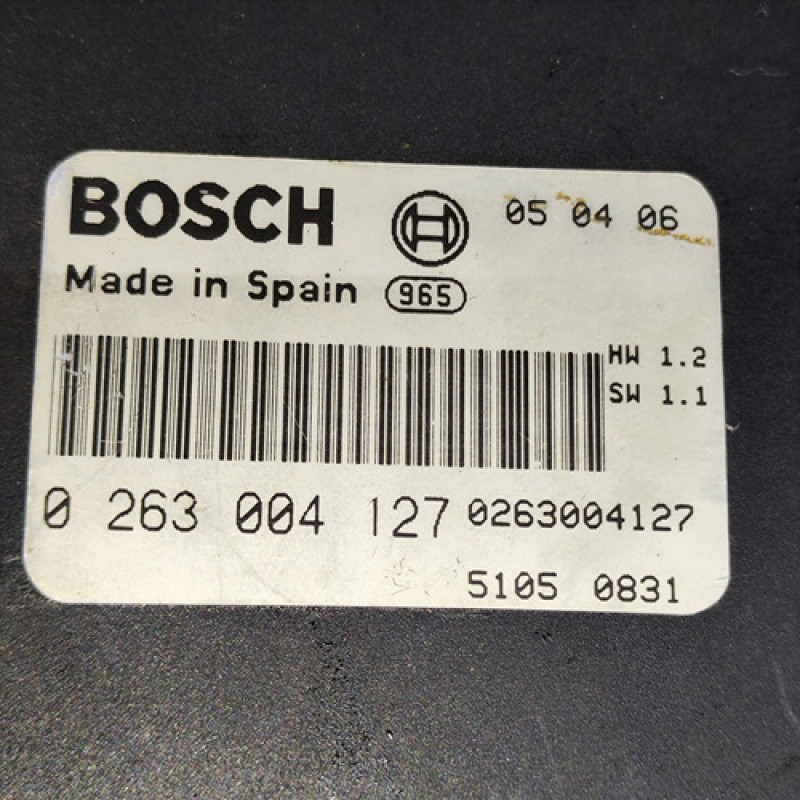 BOSCH 05 04 06
Made in Spain 965
HW 1.2
SW 1.1
0 263 004 127 0263004127
5105 0831